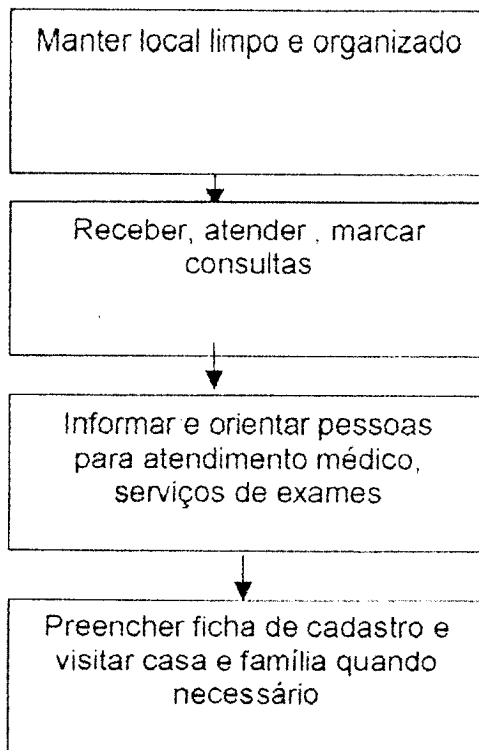 Manter local limpo e organizado
Receber, atender , marcar
consultas
Informar e orientar pessoas
para atendimento médico,
serviços de exames
Preencher ficha de cadastro e
visitar casa e família quando
necessário